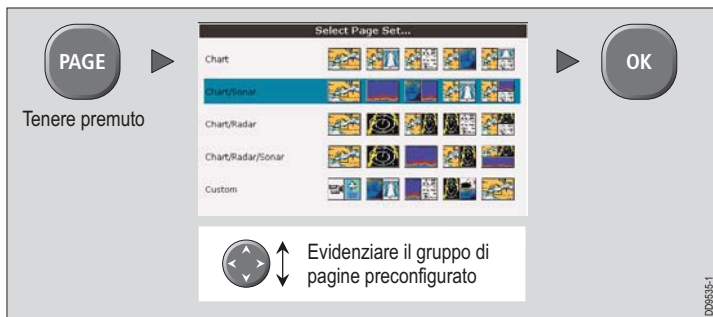 PAGE
Tenere premuto
Select Page Set...
Chart
Chart/Sonar
Chart/Radar
Chart/Radar/Sonar
Custom
Evidenziare il gruppo di
pagine preconfigurato
OK
DD9535-1